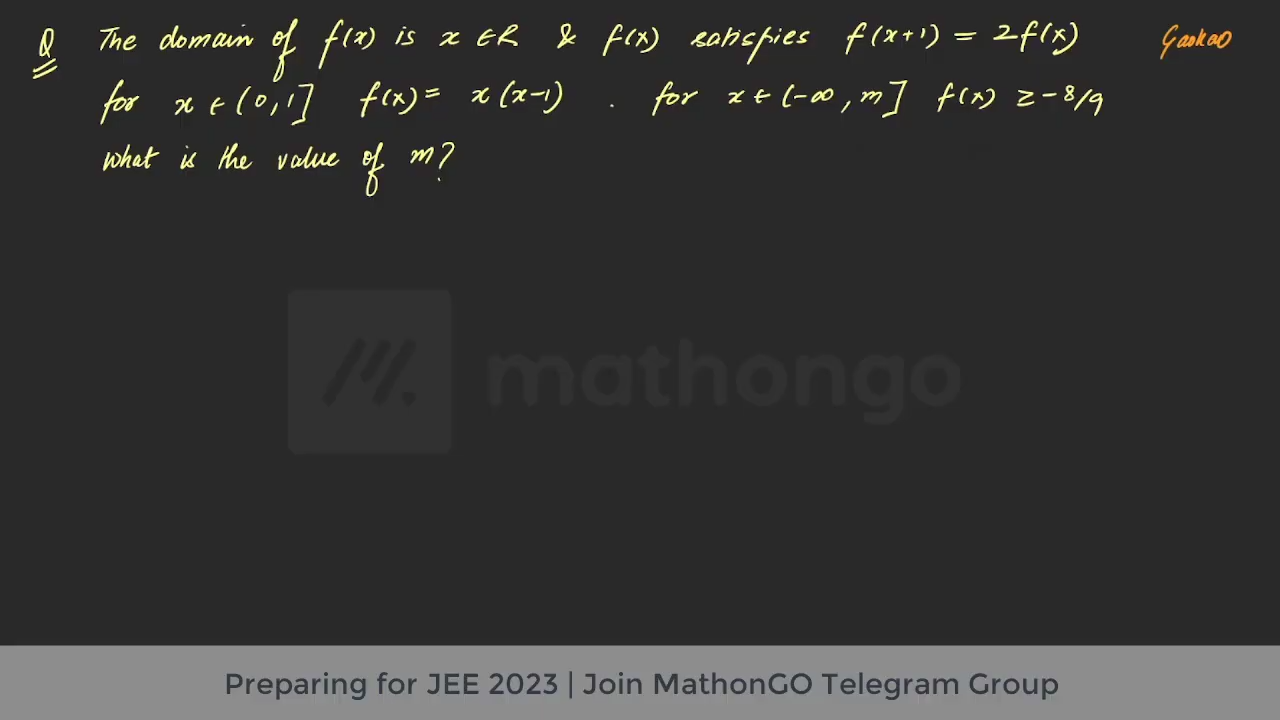 Q The domain of f(x) is x ∈ R & f(x) satisfies f(x+1) = 2f(x) Gaokao
for x ∈ (0,1] f(x) = x(x-1) . for x ∈ (-∞, m] f(x) ≥ -8/9
what is the value of m?
mathongo
Preparing for JEE 2023 | Join MathonGO Telegram Group